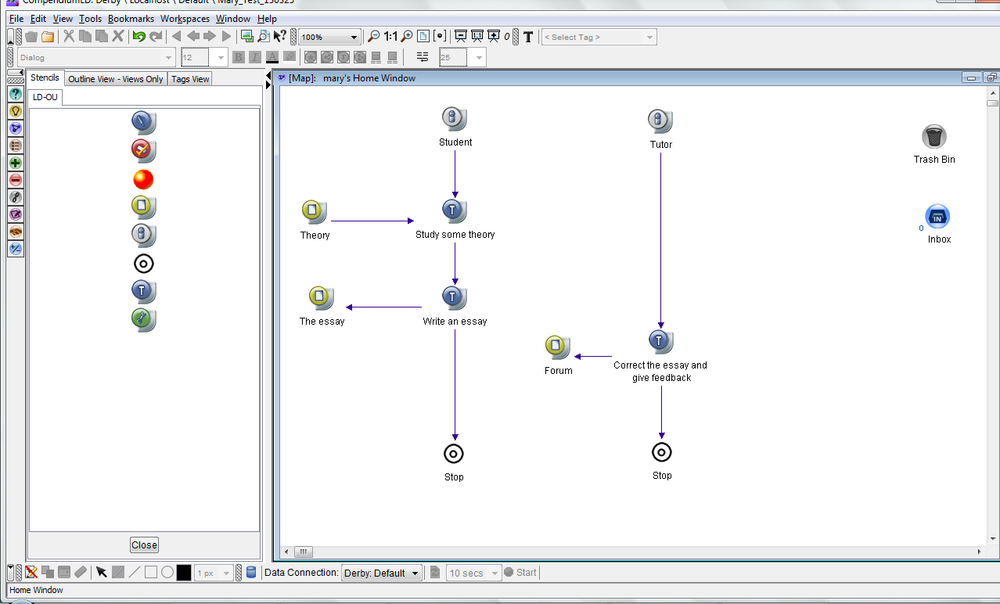 CompendiumLD: Derby \ Localhost \ Default \ Mary_Test_130325
File Edit View Tools Bookmarks Workspaces Window Help
100% 1:1 0 T < Select Tag >
Dialog 12 B I A 25
Stencils Outline View - Views Only Tags View
LD-OU
[Map]: mary's Home Window
Student
Tutor
Trash Bin
Theory
Study some theory
IN
0
Inbox
The essay
Write an essay
Forum
Correct the essay and
give feedback
Stop
Stop
Close
1 px Data Connection: Derby: Default 10 secs Start
Home Window